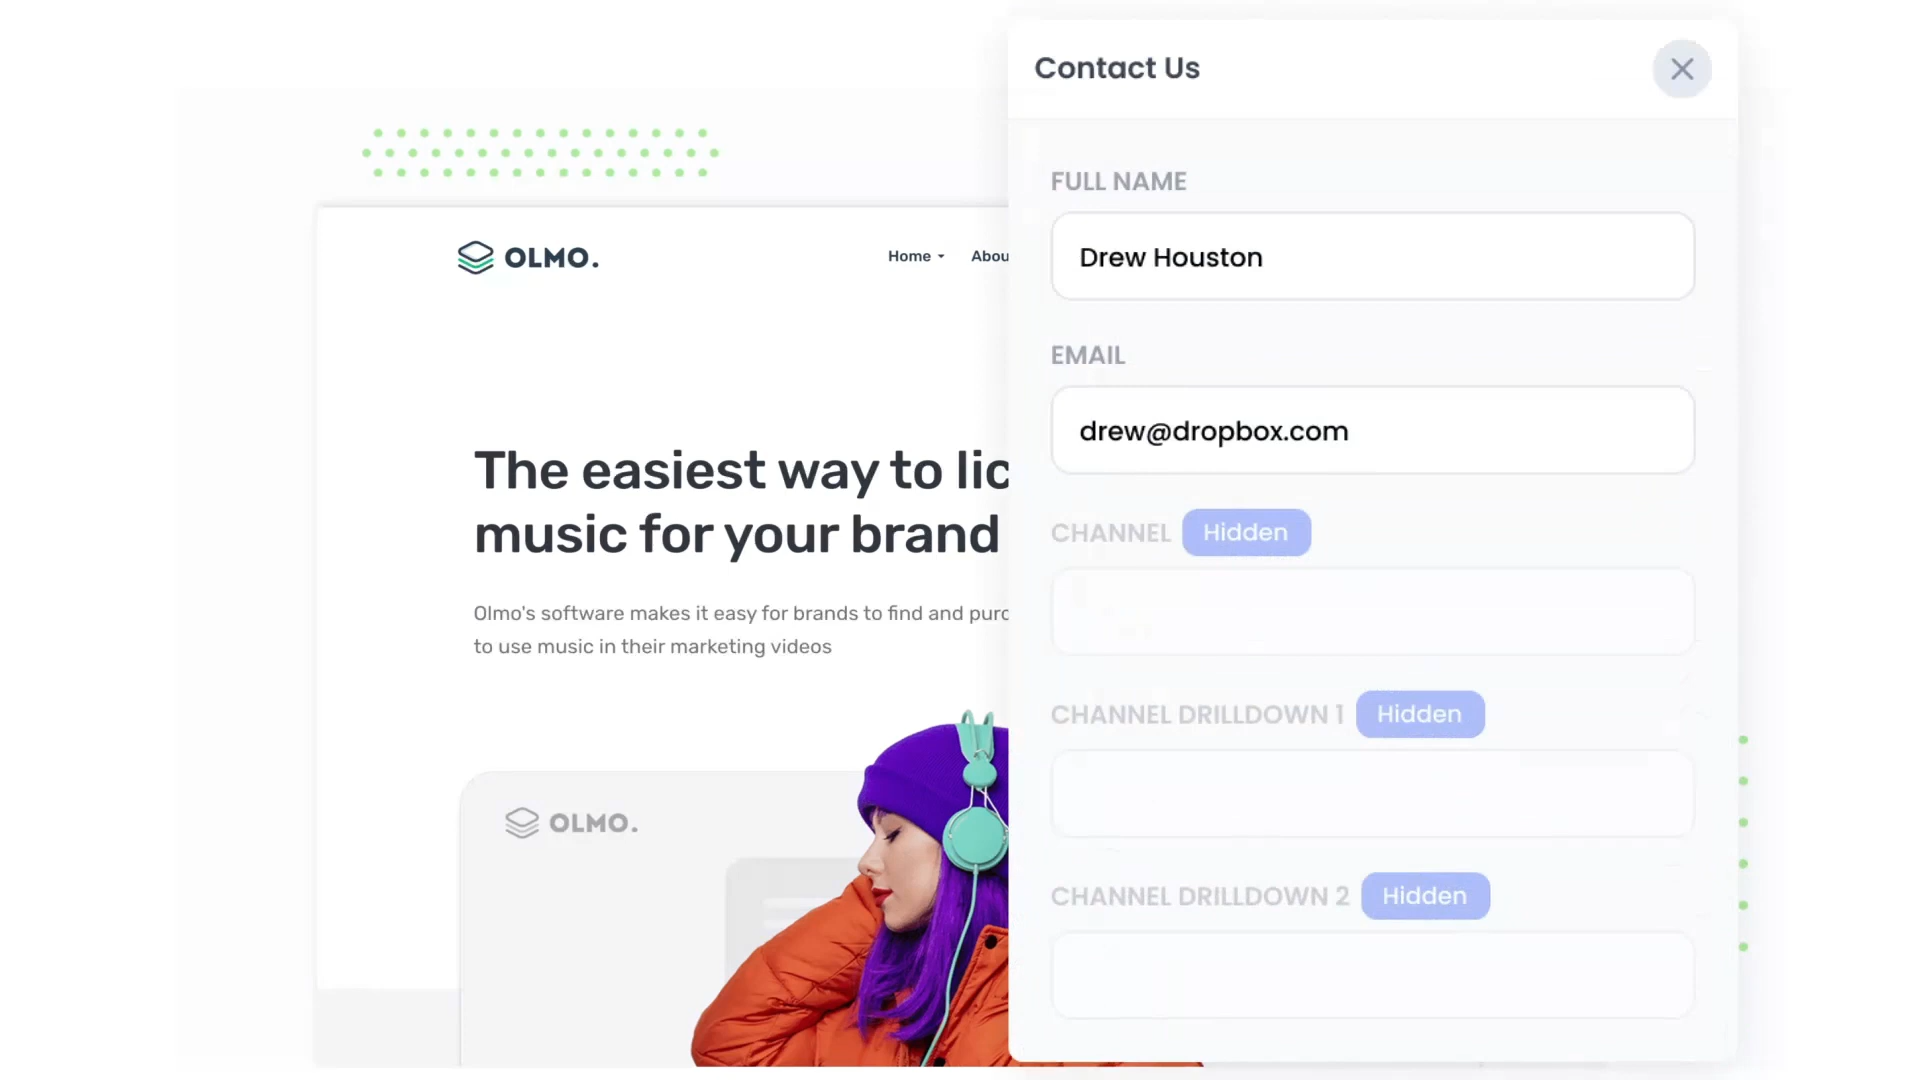 OLMO.
Home
Abou
The easiest way to lic
music for your brand
Olmo's software makes it easy for brands to find and purc
to use music in their marketing videos
OLMO.
Contact Us
FULL NAME
Drew Houston
EMAIL
drew@dropbox.com
CHANNEL Hidden
CHANNEL DRILLDOWN 1 Hidden
CHANNEL DRILLDOWN 2 Hidden